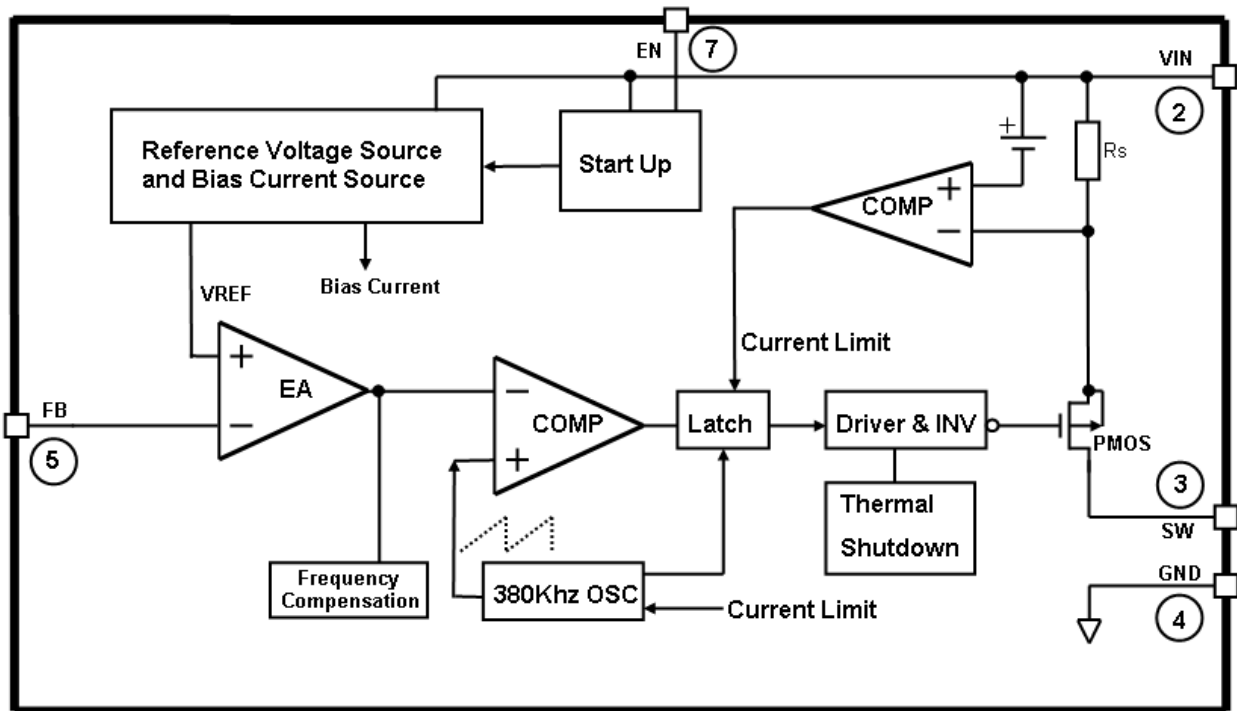 EN
7
VIN
2
Reference Voltage Source
and Bias Current Source
Start Up
+
Rs
+
COMP
−
Bias Current
VREF
Current Limit
+
EA
−
FB
5
−
COMP
+
Latch
Driver & INV
PMOS
3
SW
Thermal
Shutdown
Frequency
Compensation
380Khz OSC
Current Limit
GND
4